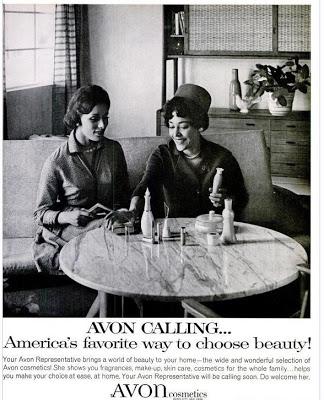 AVON CALLING...
America's favorite way to choose beauty!
Your Avon Representative brings a world of beauty to your home—the wide and wonderful selection of
Avon cosmetics! She shows you fragrances, make-up, skin care, cosmetics for the whole family...helps
you make your choice at ease, at home. Your Avon Representative will be calling soon. Do welcome her.
AVON cosmetics